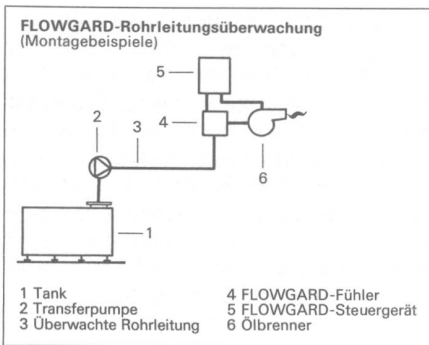 FLOWGARD-Rohrleitungsüberwachung
(Montagebeispiele)
5
2
3
4
6
1
1 Tank
2 Transferpumpe
3 Überwachte Rohrleitung
4 FLOWGARD-Fühler
5 FLOWGARD-Steuergerät
6 Ölbrenner